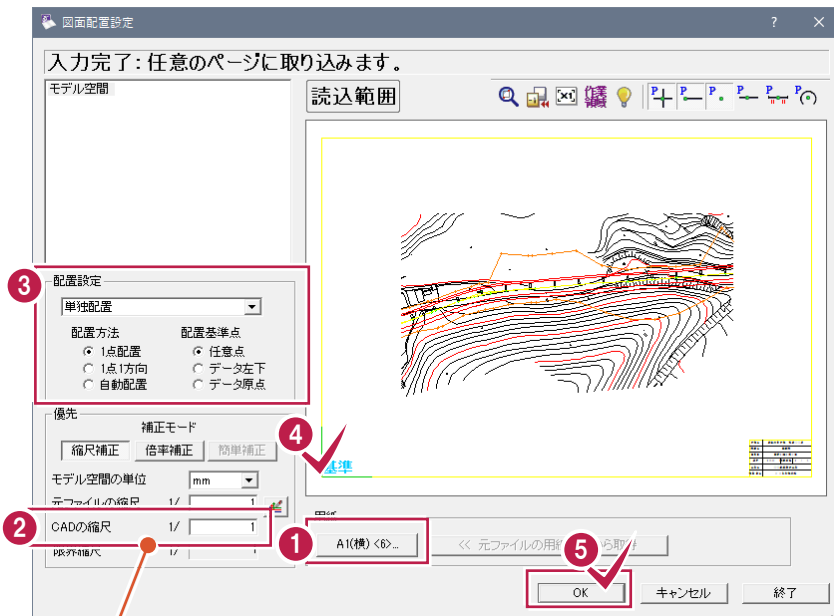 図面配置設定
? ×
入力完了:任意のページに取り込みます。
モデル空間
読込範囲
3
配置設定
単独配置
配置方法 配置基準点
1点配置 任意点
1点1方向 データ左下
自動配置 データ原点
優先
補正モード
縮尺補正 倍率補正 簡単補正
モデル空間の単位 mm
元ファイルの縮尺 1/ 1
2
CADの縮尺 1/ 1
限界縮尺 1/ 1
4
基準
用紙
1
A1(横) <6>...
<< 元ファイルの用紙
5
OK キャンセル 終了